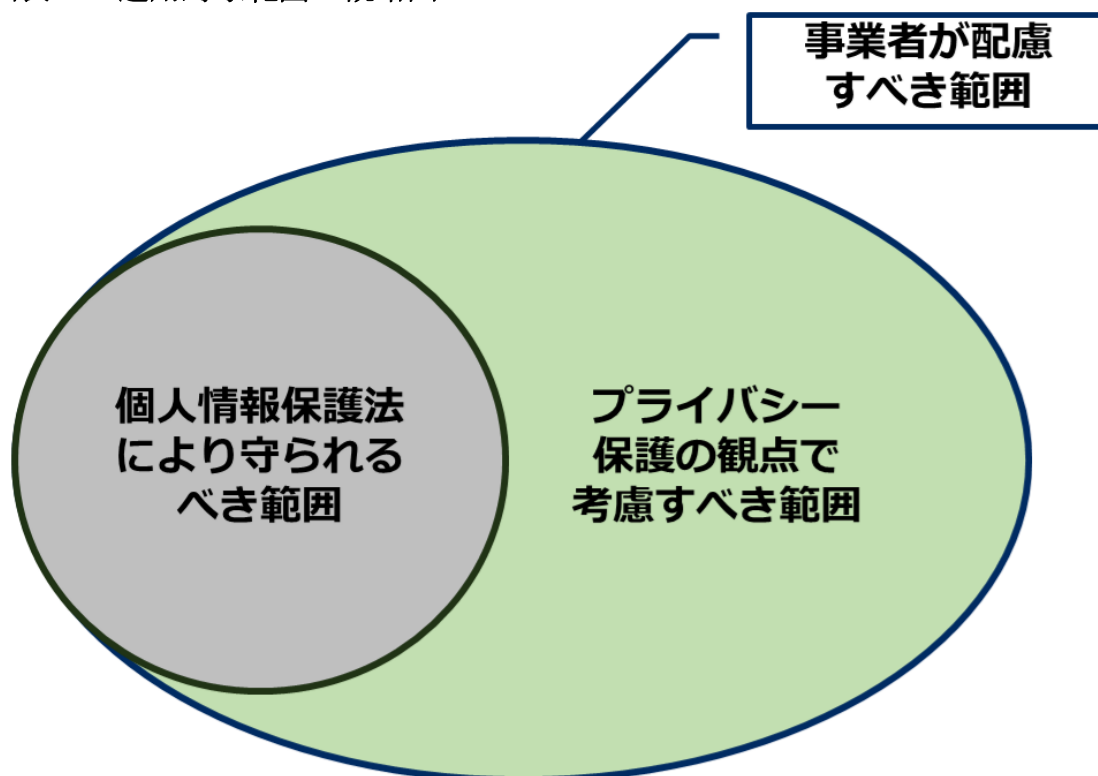 事業者が配慮
すべき範囲
個人情報保護法
により守られる
べき範囲
プライバシー
保護の観点で
考慮すべき範囲